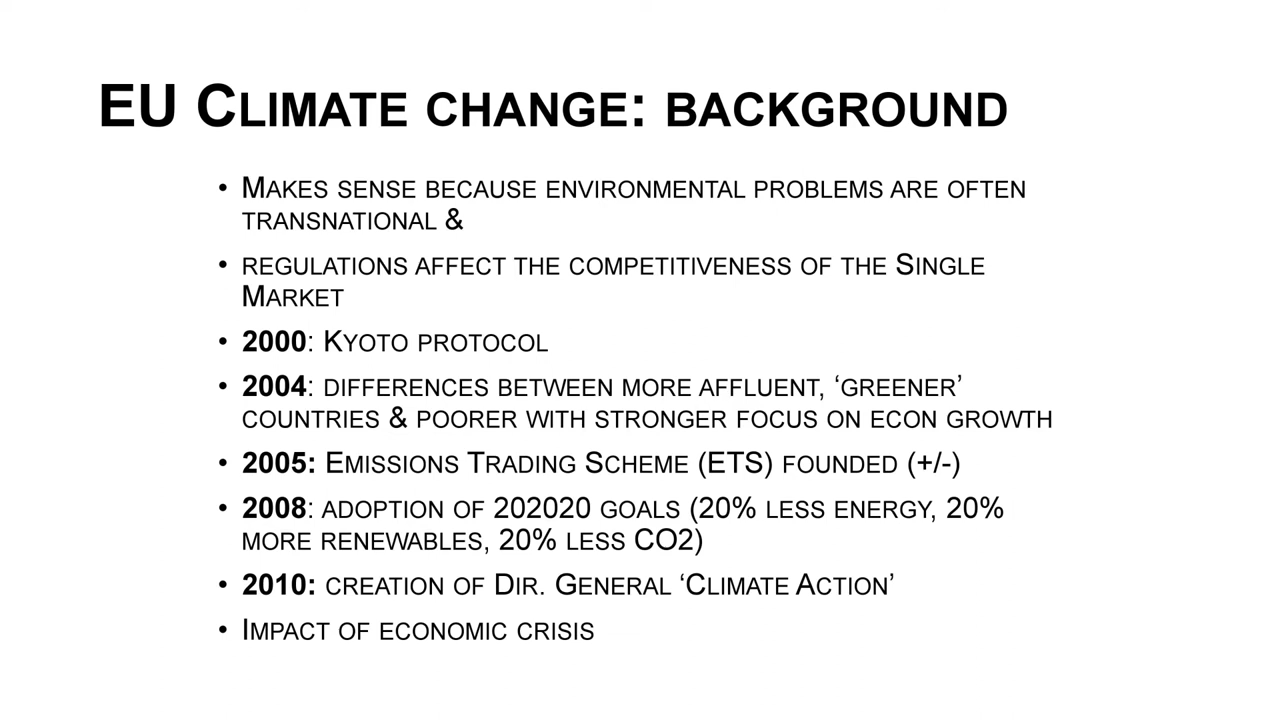 EU Climate change: background
• Makes sense because environmental problems are often
transnational &
• regulations affect the competitiveness of the Single
Market
• 2000: Kyoto protocol
• 2004: differences between more affluent, ‘greener’
countries & poorer with stronger focus on econ growth
• 2005: Emissions Trading Scheme (ETS) founded (+/-)
• 2008: adoption of 202020 goals (20% less energy, 20%
more renewables, 20% less CO2)
• 2010: creation of Dir. General ‘Climate Action’
• Impact of economic crisis